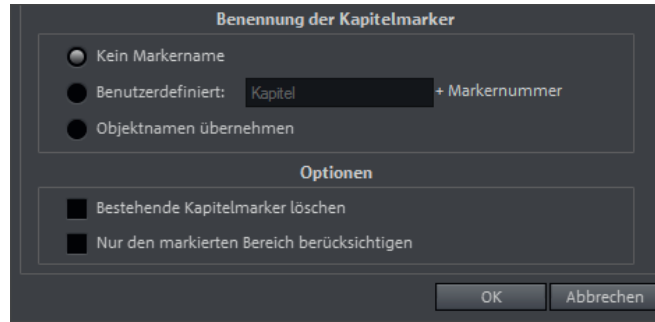 Benennung der Kapitelmarker
Kein Markername
Benutzerdefiniert: Kapitel + Markernummer
Objektnamen übernehmen
Optionen
Bestehende Kapitelmarker löschen
Nur den markierten Bereich berücksichtigen
OK Abbrechen